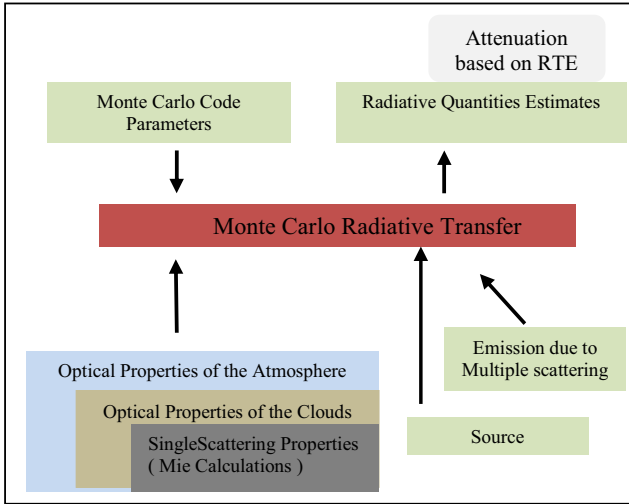 Attenuation
based on RTE
Monte Carlo Code
Parameters
Radiative Quantities Estimates
Monte Carlo Radiative Transfer
Optical Properties of the Atmosphere
Optical Properties of the Clouds
SingleScattering Properties
( Mie Calculations )
Emission due to
Multiple scattering
Source